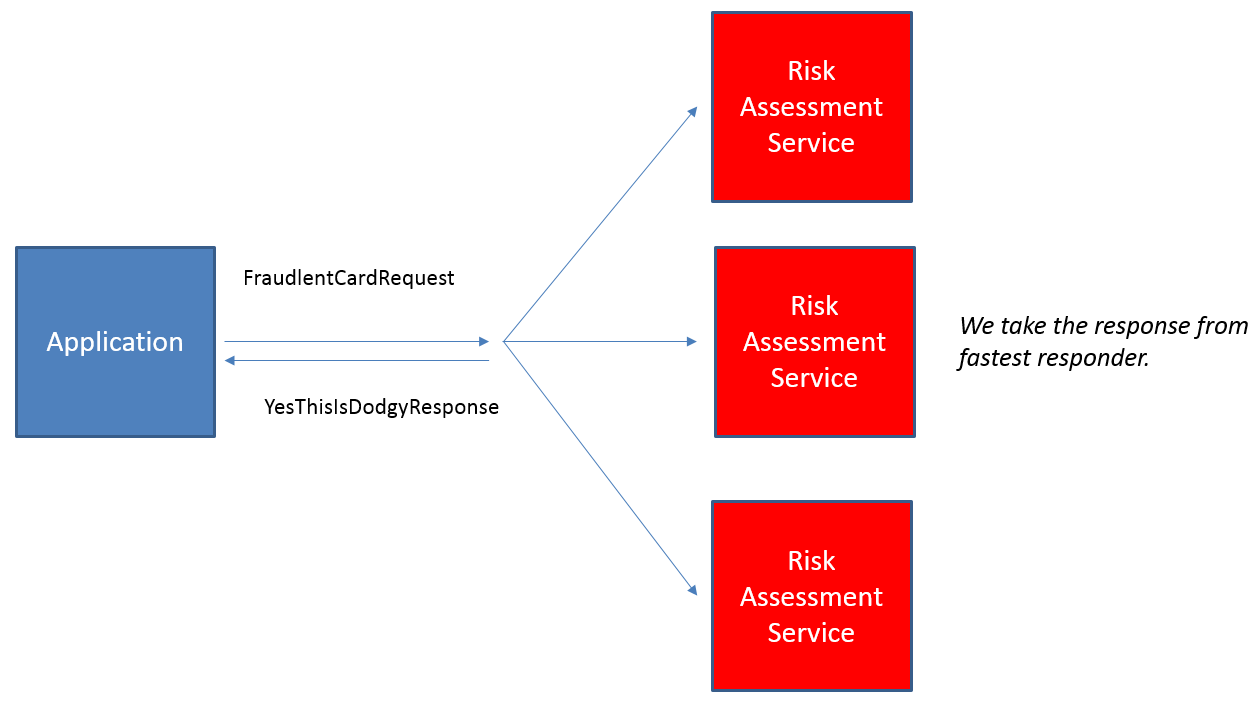 Risk
Assessment
Service
FraudlentCardRequest
Application
YesThisIsDodgyResponse
Risk
Assessment
Service
We take the response from
fastest responder.
Risk
Assessment
Service